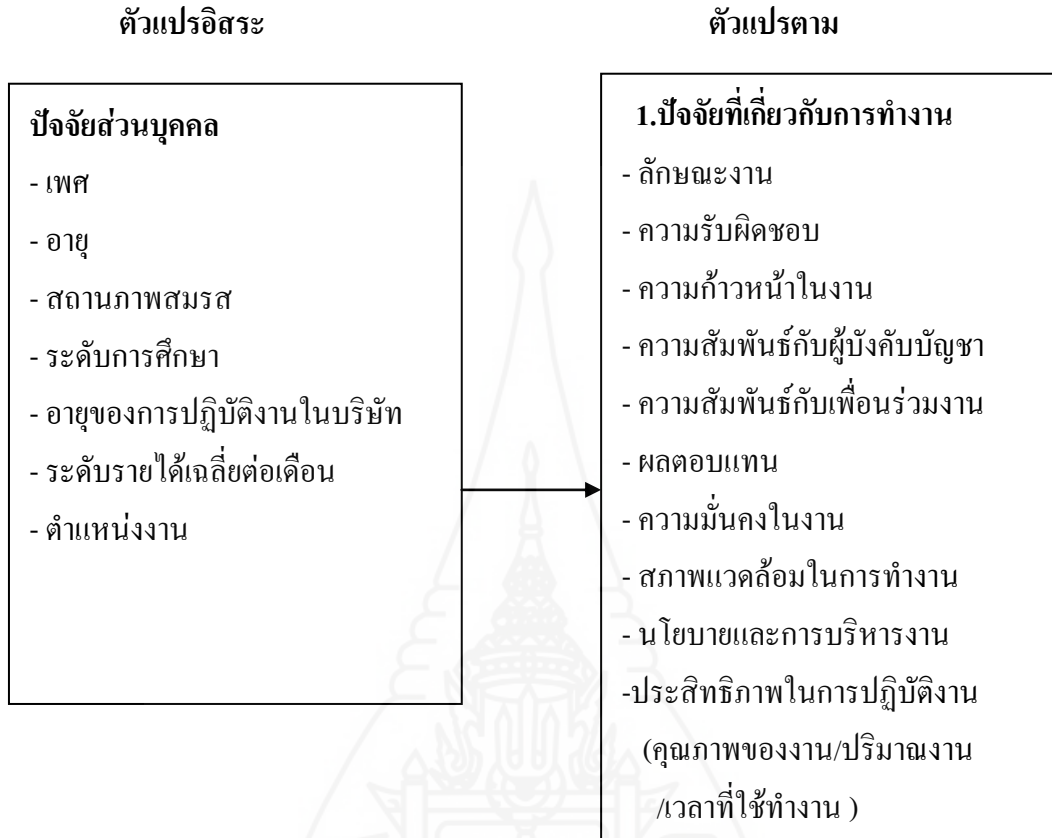 ตัวแปรอิสระ
ตัวแปรตาม
ปัจจัยส่วนบุคคล
- เพศ
- อายุ
- สถานภาพสมรส
- ระดับการศึกษา
- อายุของการปฏิบัติงานในบริษัท
- ระดับรายได้เฉลี่ยต่อเดือน
- ตำแหน่งงาน
1.ปัจจัยที่เกี่ยวกับการทำงาน
- ลักษณะงาน
- ความรับผิดชอบ
- ความก้าวหน้าในงาน
- ความสัมพันธ์กับผู้บังคับบัญชา
- ความสัมพันธ์กับเพื่อนร่วมงาน
- ผลตอบแทน
- ความมั่นคงในงาน
- สภาพแวดล้อมในการทำงาน
- นโยบายและการบริหารงาน
-ประสิทธิภาพในการปฏิบัติงาน
(คุณภาพของงาน/ปริมาณงาน
/เวลาที่ใช้ทำงาน )